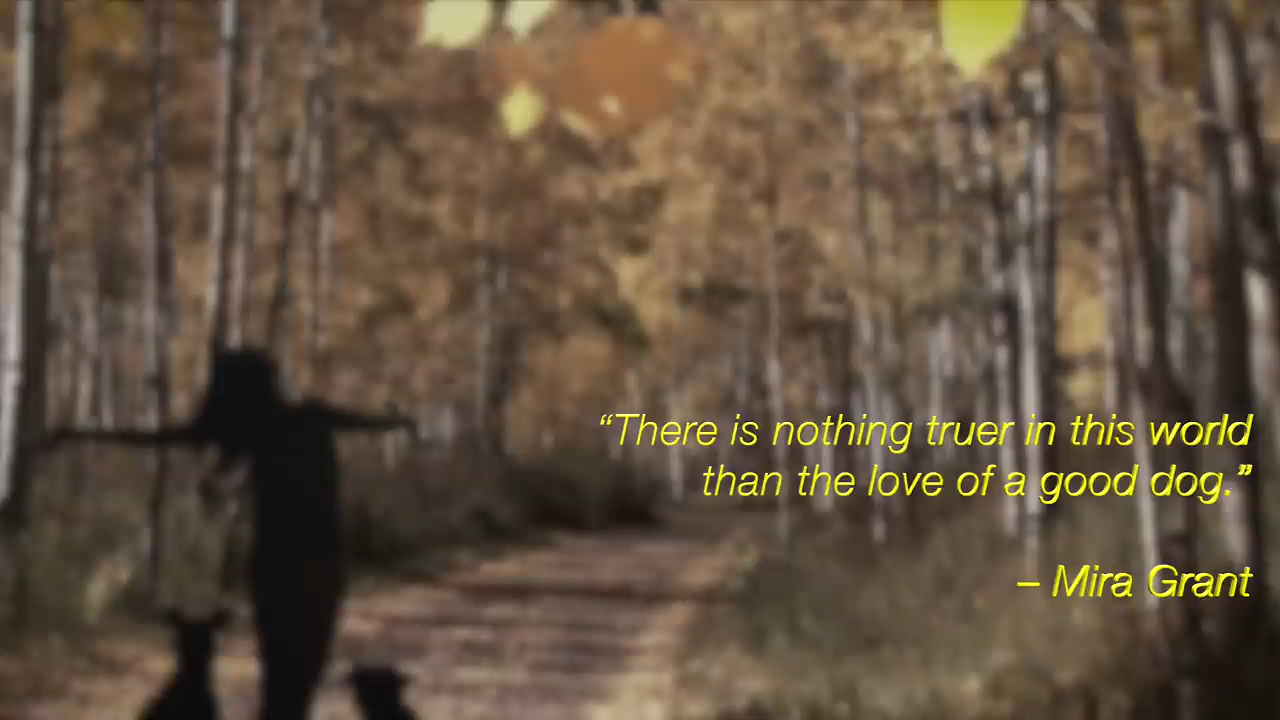 “There is nothing truer in this world
than the love of a good dog.”
– Mira Grant